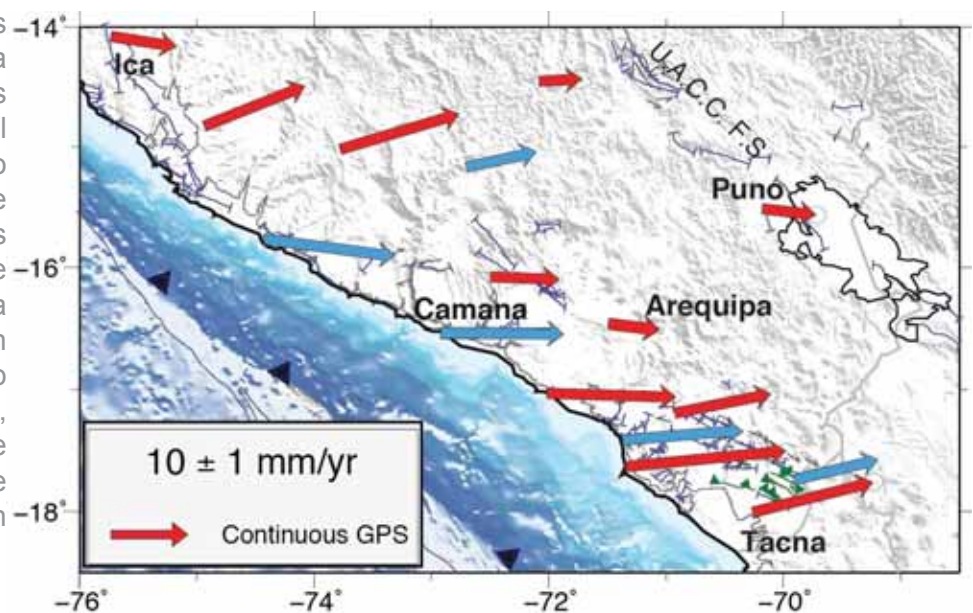 −14°
Ica
U.A.C.C.F.S
Puno
−16°
Camana
Arequipa
10 ± 1 mm/yr
Continuous GPS
−18°
Tacna
−76°
−74°
−72°
−70°